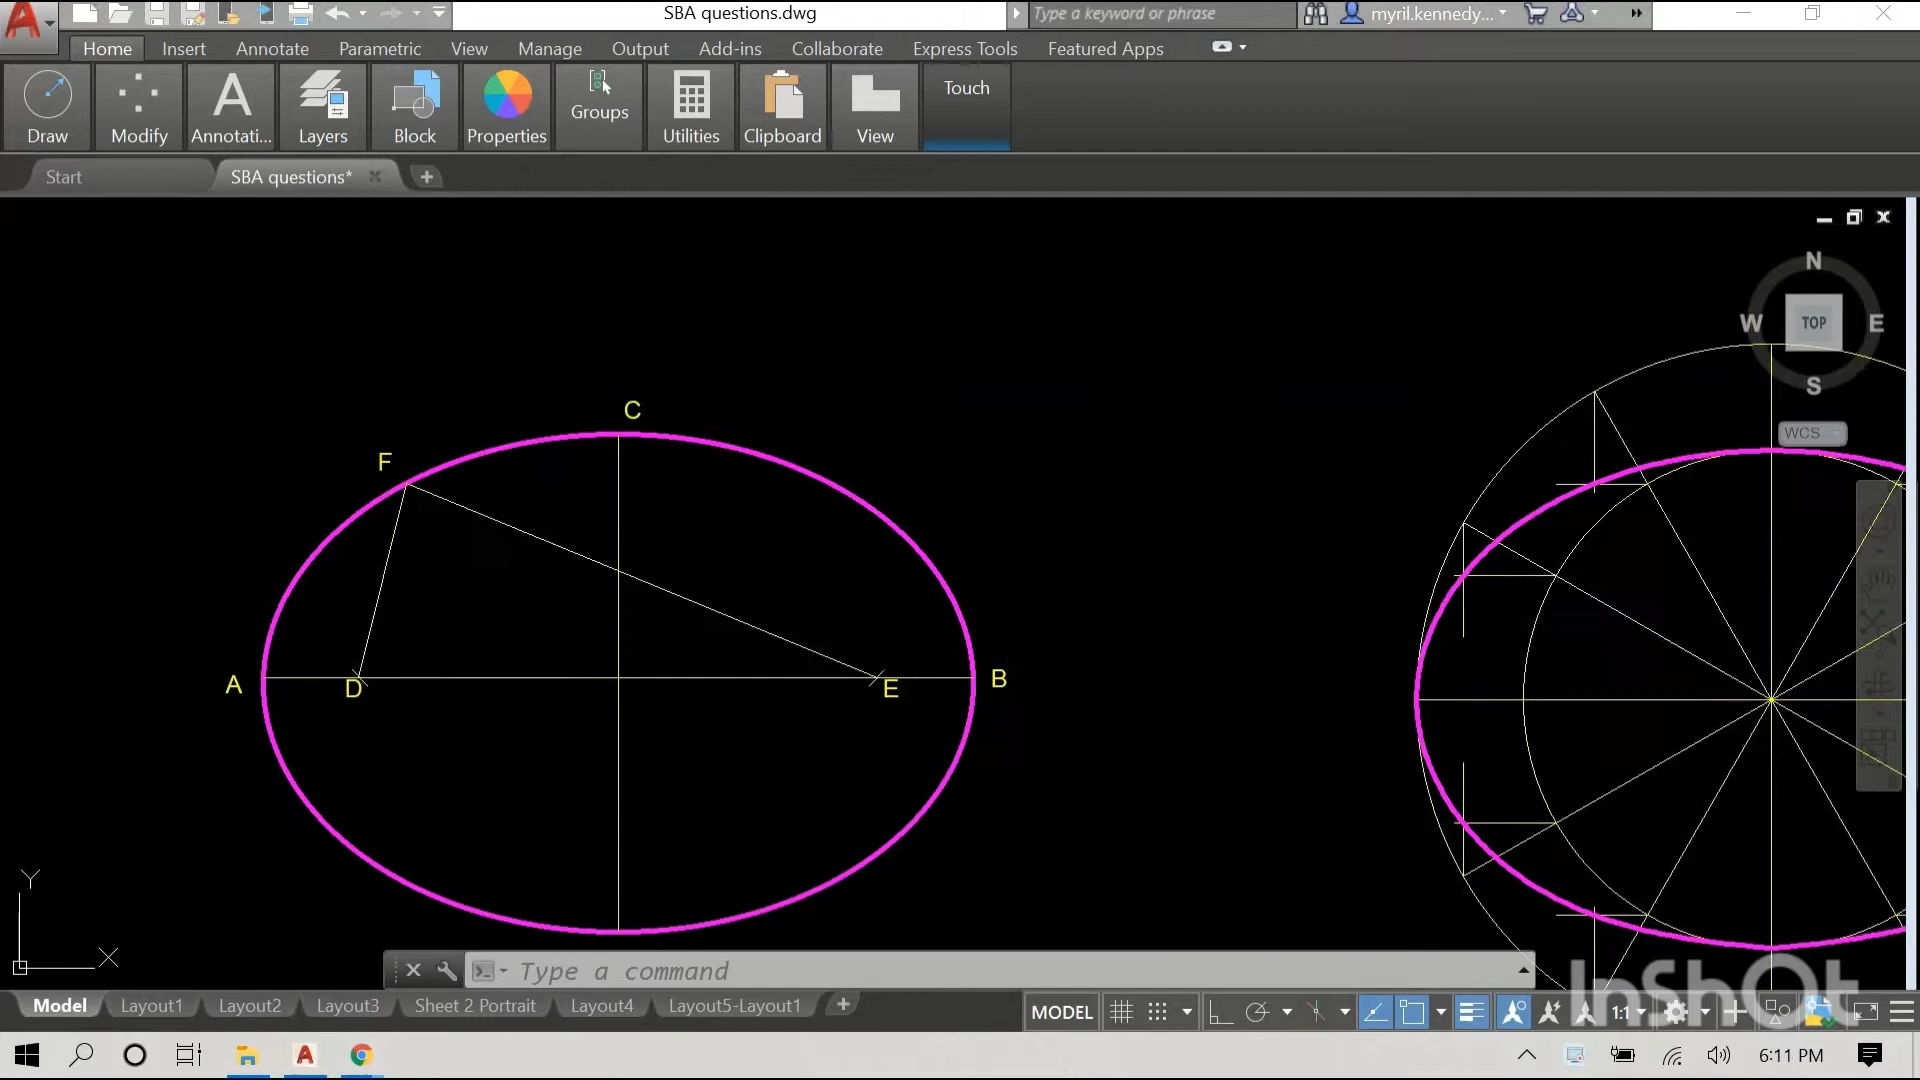 SBA questions.dwg
Type a keyword or phrase
myril.kennedy...
Home Insert Annotate Parametric View Manage Output Add-ins Collaborate Express Tools Featured Apps
Draw Modify Annotati... Layers Block Properties Groups Utilities Clipboard View Touch
Start SBA questions*
N
W TOP E
S
WCS
C
F
A D E B
Y
X
Type a command
Model Layout1 Layout2 Layout3 Sheet 2 Portrait Layout4 Layout5-Layout1
MODEL 1:1
InShOt
6:11 PM